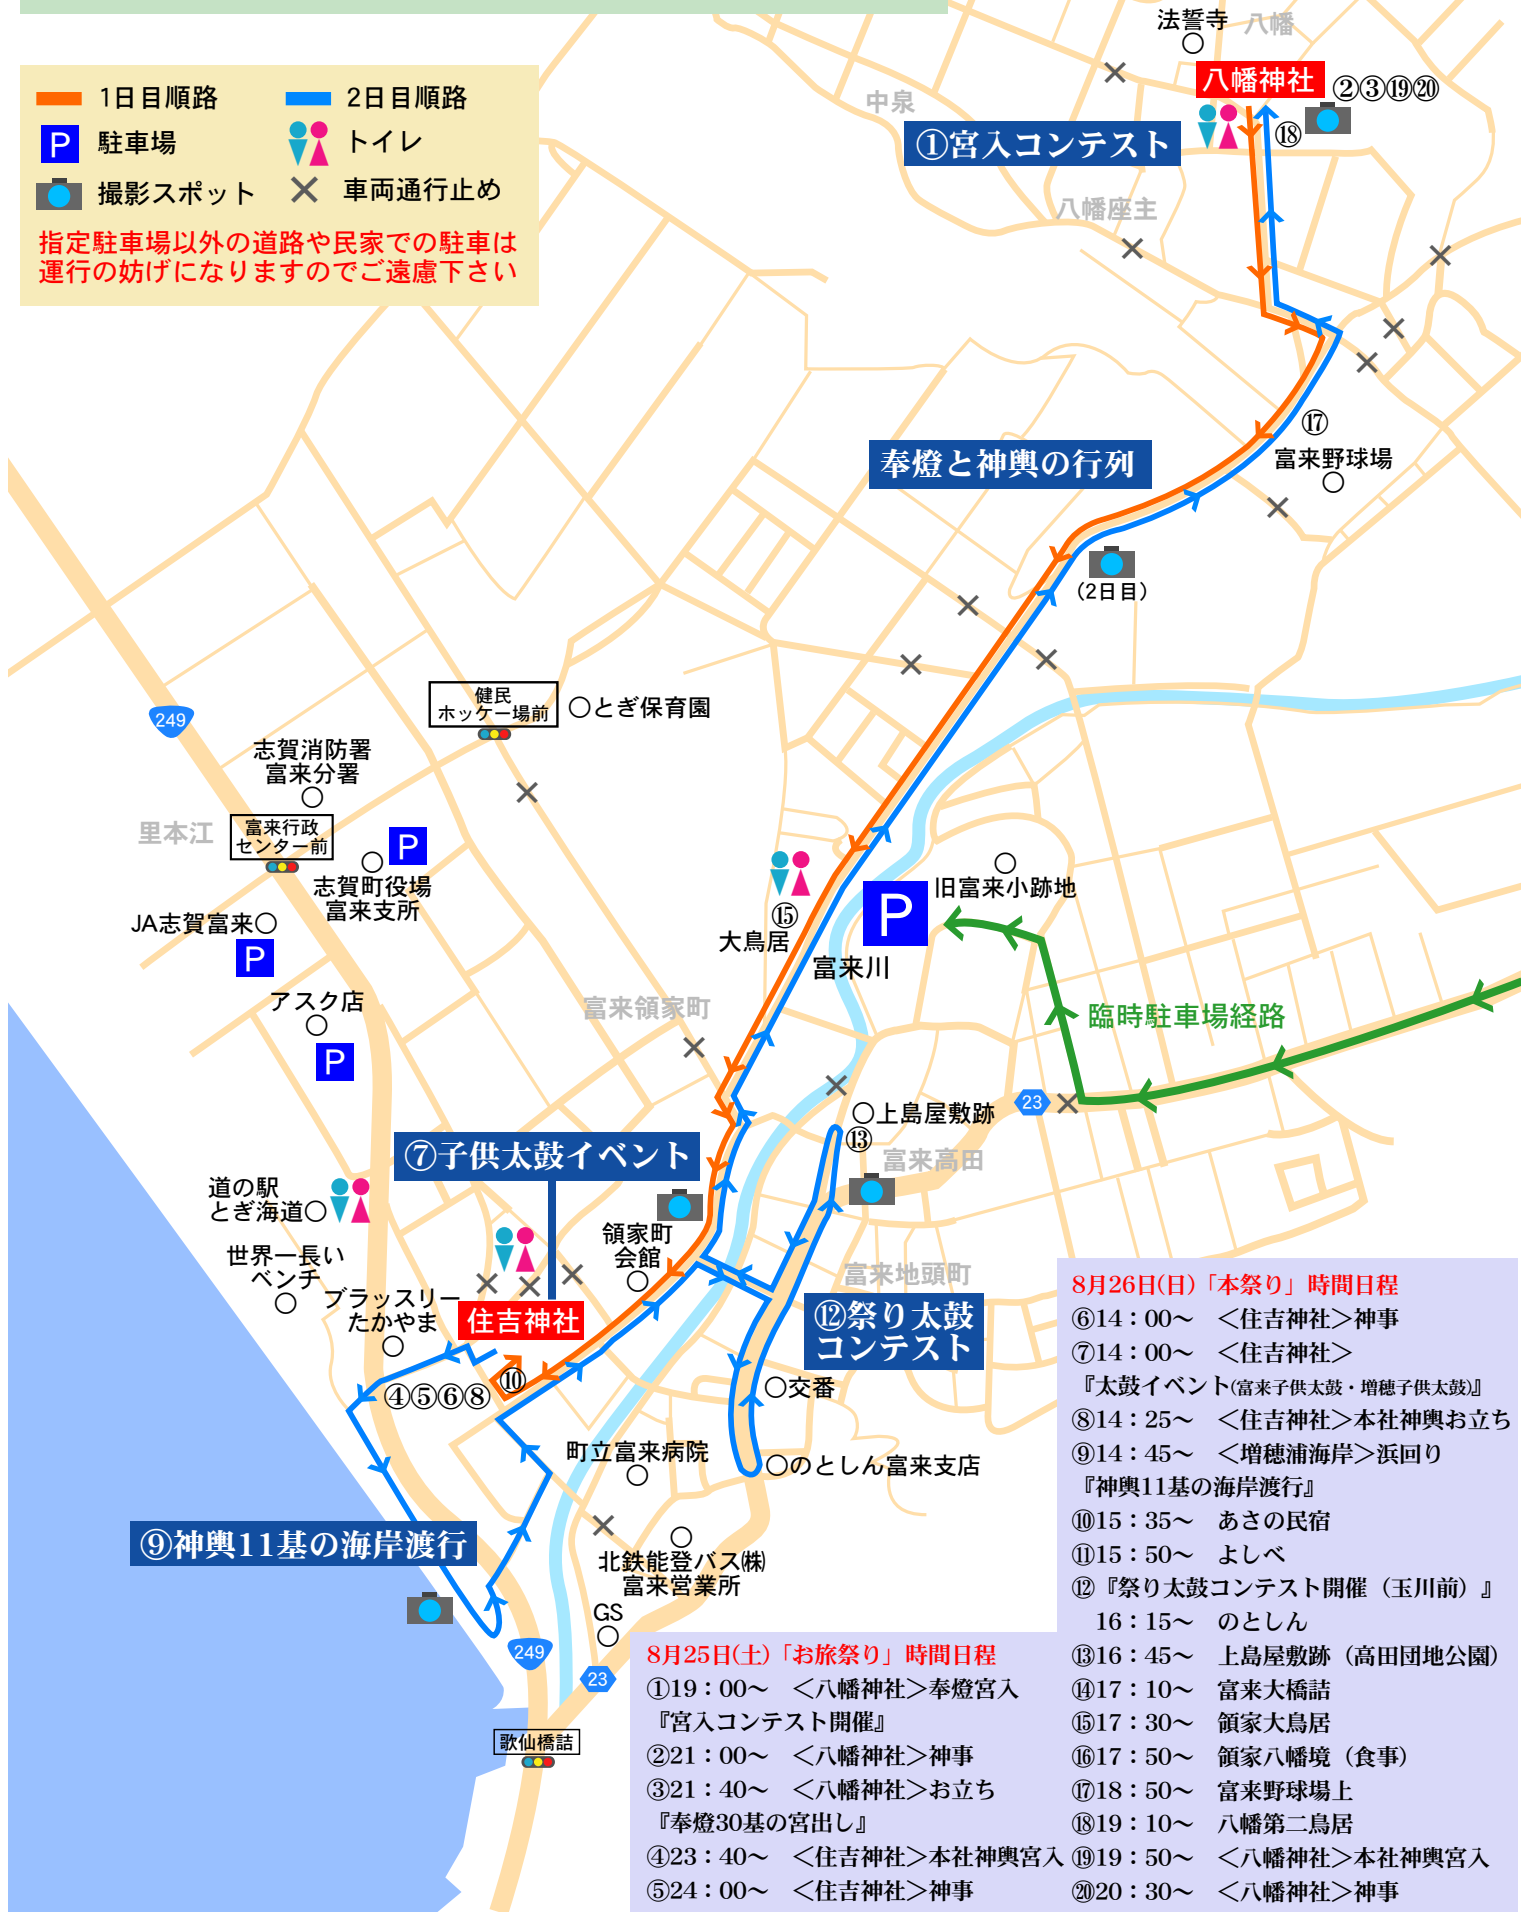 1日目順路
2日目順路
P
駐車場
トイレ
撮影スポット
車両通行止め
指定駐車場以外の道路や民家での駐車は
運行の妨げになりますのでご遠慮下さい
法誓寺
八幡
八幡神社
②③⑲⑳
中泉
①宮入コンテスト
⑱
八幡座主
⑰
奉燈と神輿の行列
富来野球場
(2日目)
健民
ホッケー場前
とぎ保育園
249
志賀消防署
富来分署
里本江
富来行政
センター前
P
志賀町役場
富来支所
旧富来小跡地
P
JA志賀富来
⑮
大鳥居
P
富来川
アスク店
富来領家町
臨時駐車場経路
P
上島屋敷跡
23
⑬
⑦子供太鼓イベント
富来高田
道の駅
とぎ海道
領家町
会館
世界一長い
ベンチ
富来地頭町
ブラッスリー
たかやま
住吉神社
⑫祭り太鼓
コンテスト
⑩
④⑤⑥⑧
交番
町立富来病院
のとしん富来支店
⑨神輿11基の海岸渡行
北鉄能登バス㈱
富来営業所
GS
249
23
歌仙橋詰
8月25日(土)「お旅祭り」時間日程
①19：00～　＜八幡神社＞奉燈宮入
『宮入コンテスト開催』
②21：00～　＜八幡神社＞神事
③21：40～　＜八幡神社＞お立ち
『奉燈30基の宮出し』
④23：40～　＜住吉神社＞本社神輿宮入
⑤24：00～　＜住吉神社＞神事
8月26日(日)「本祭り」時間日程
⑥14：00～　＜住吉神社＞神事
⑦14：00～　＜住吉神社＞
『太鼓イベント(富来子供太鼓・増穂子供太鼓)』
⑧14：25～　＜住吉神社＞本社神輿お立ち
⑨14：45～　＜増穂浦海岸＞浜回り
『神輿11基の海岸渡行』
⑩15：35～　あさの民宿
⑪15：50～　よしべ
⑫『祭り太鼓コンテスト開催（玉川前）』
16：15～　のとしん
⑬16：45～　上島屋敷跡（高田団地公園）
⑭17：10～　富来大橋詰
⑮17：30～　領家大鳥居
⑯17：50～　領家八幡境（食事）
⑰18：50～　富来野球場上
⑱19：10～　八幡第二鳥居
⑲19：50～　＜八幡神社＞本社神輿宮入
⑳20：30～　＜八幡神社＞神事